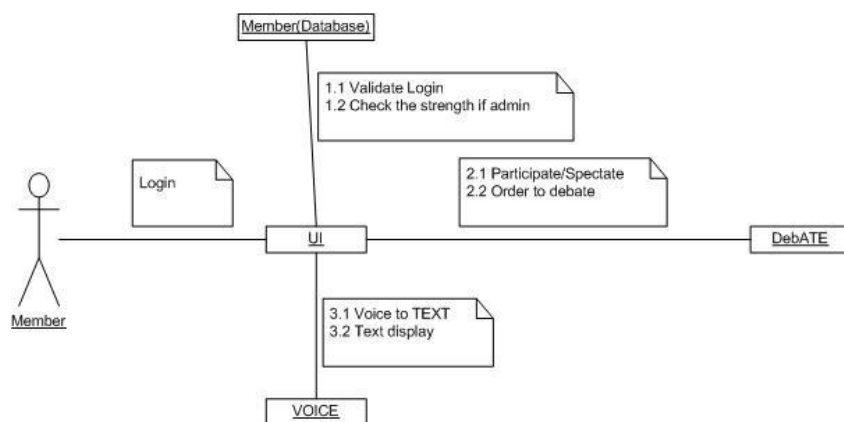 Member(Database)
1.1 Validate Login
1.2 Check the strength if admin
Login
2.1 Participate/Spectate
2.2 Order to debate
UI
DebATE
Member
3.1 Voice to TEXT
3.2 Text display
VOICE